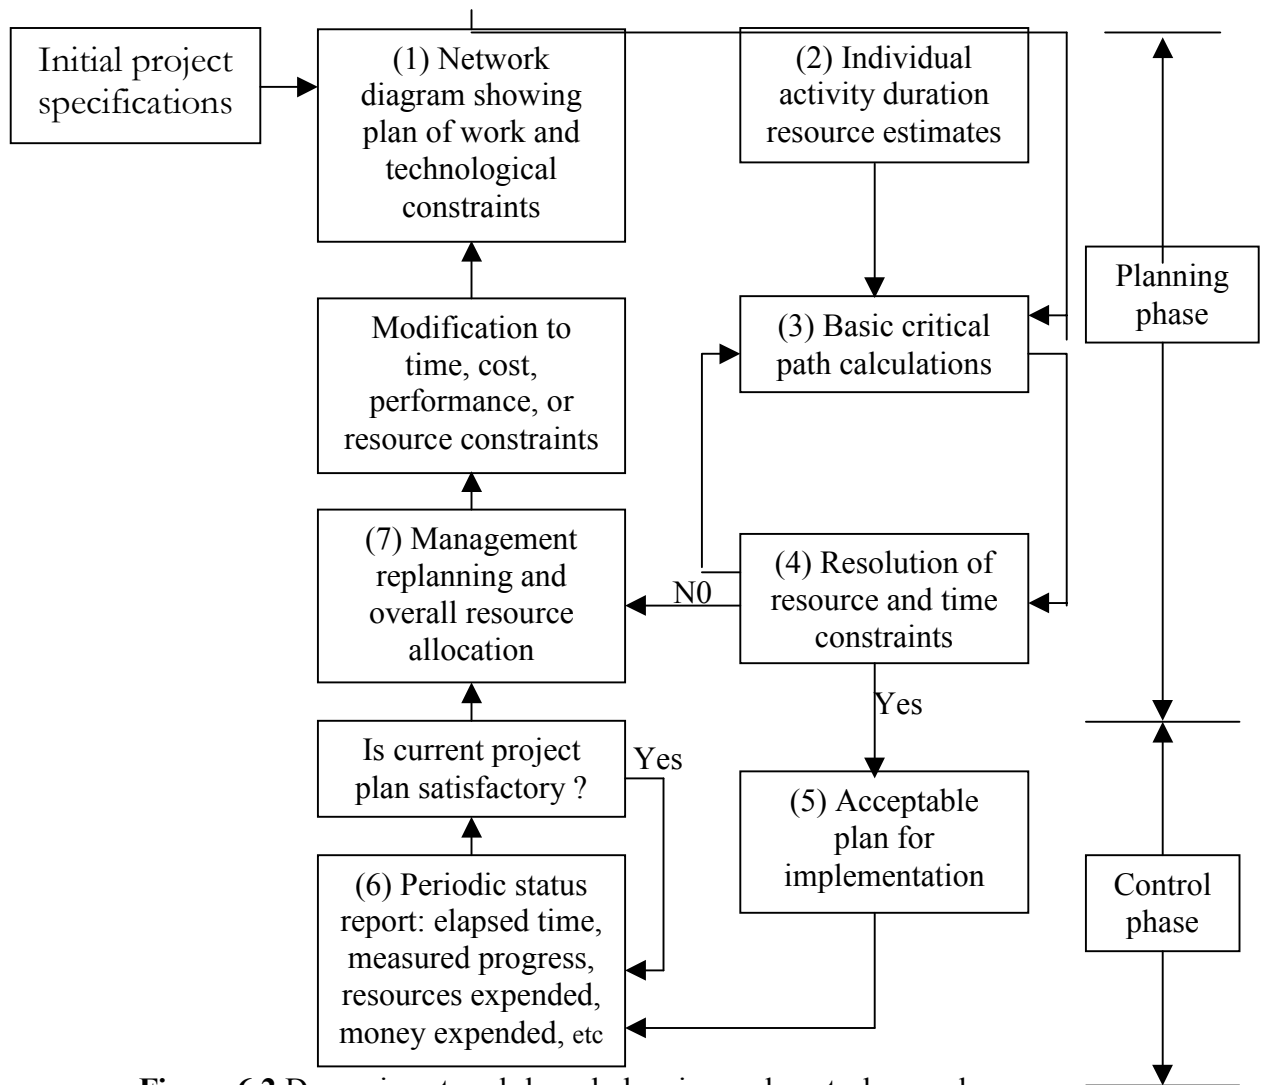 Initial project
specifications
(1) Network
diagram showing
plan of work and
technological
constraints
(2) Individual
activity duration
resource estimates
Planning
phase
Modification to
time, cost,
performance, or
resource constraints
(3) Basic critical
path calculations
(7) Management
replanning and
overall resource
allocation
N0
(4) Resolution of
resource and time
constraints
Yes
Is current project
plan satisfactory ?
Yes
(5) Acceptable
plan for
implementation
(6) Periodic status
report: elapsed time,
measured progress,
resources expended,
money expended, etc
Control
phase
Figure 6.2